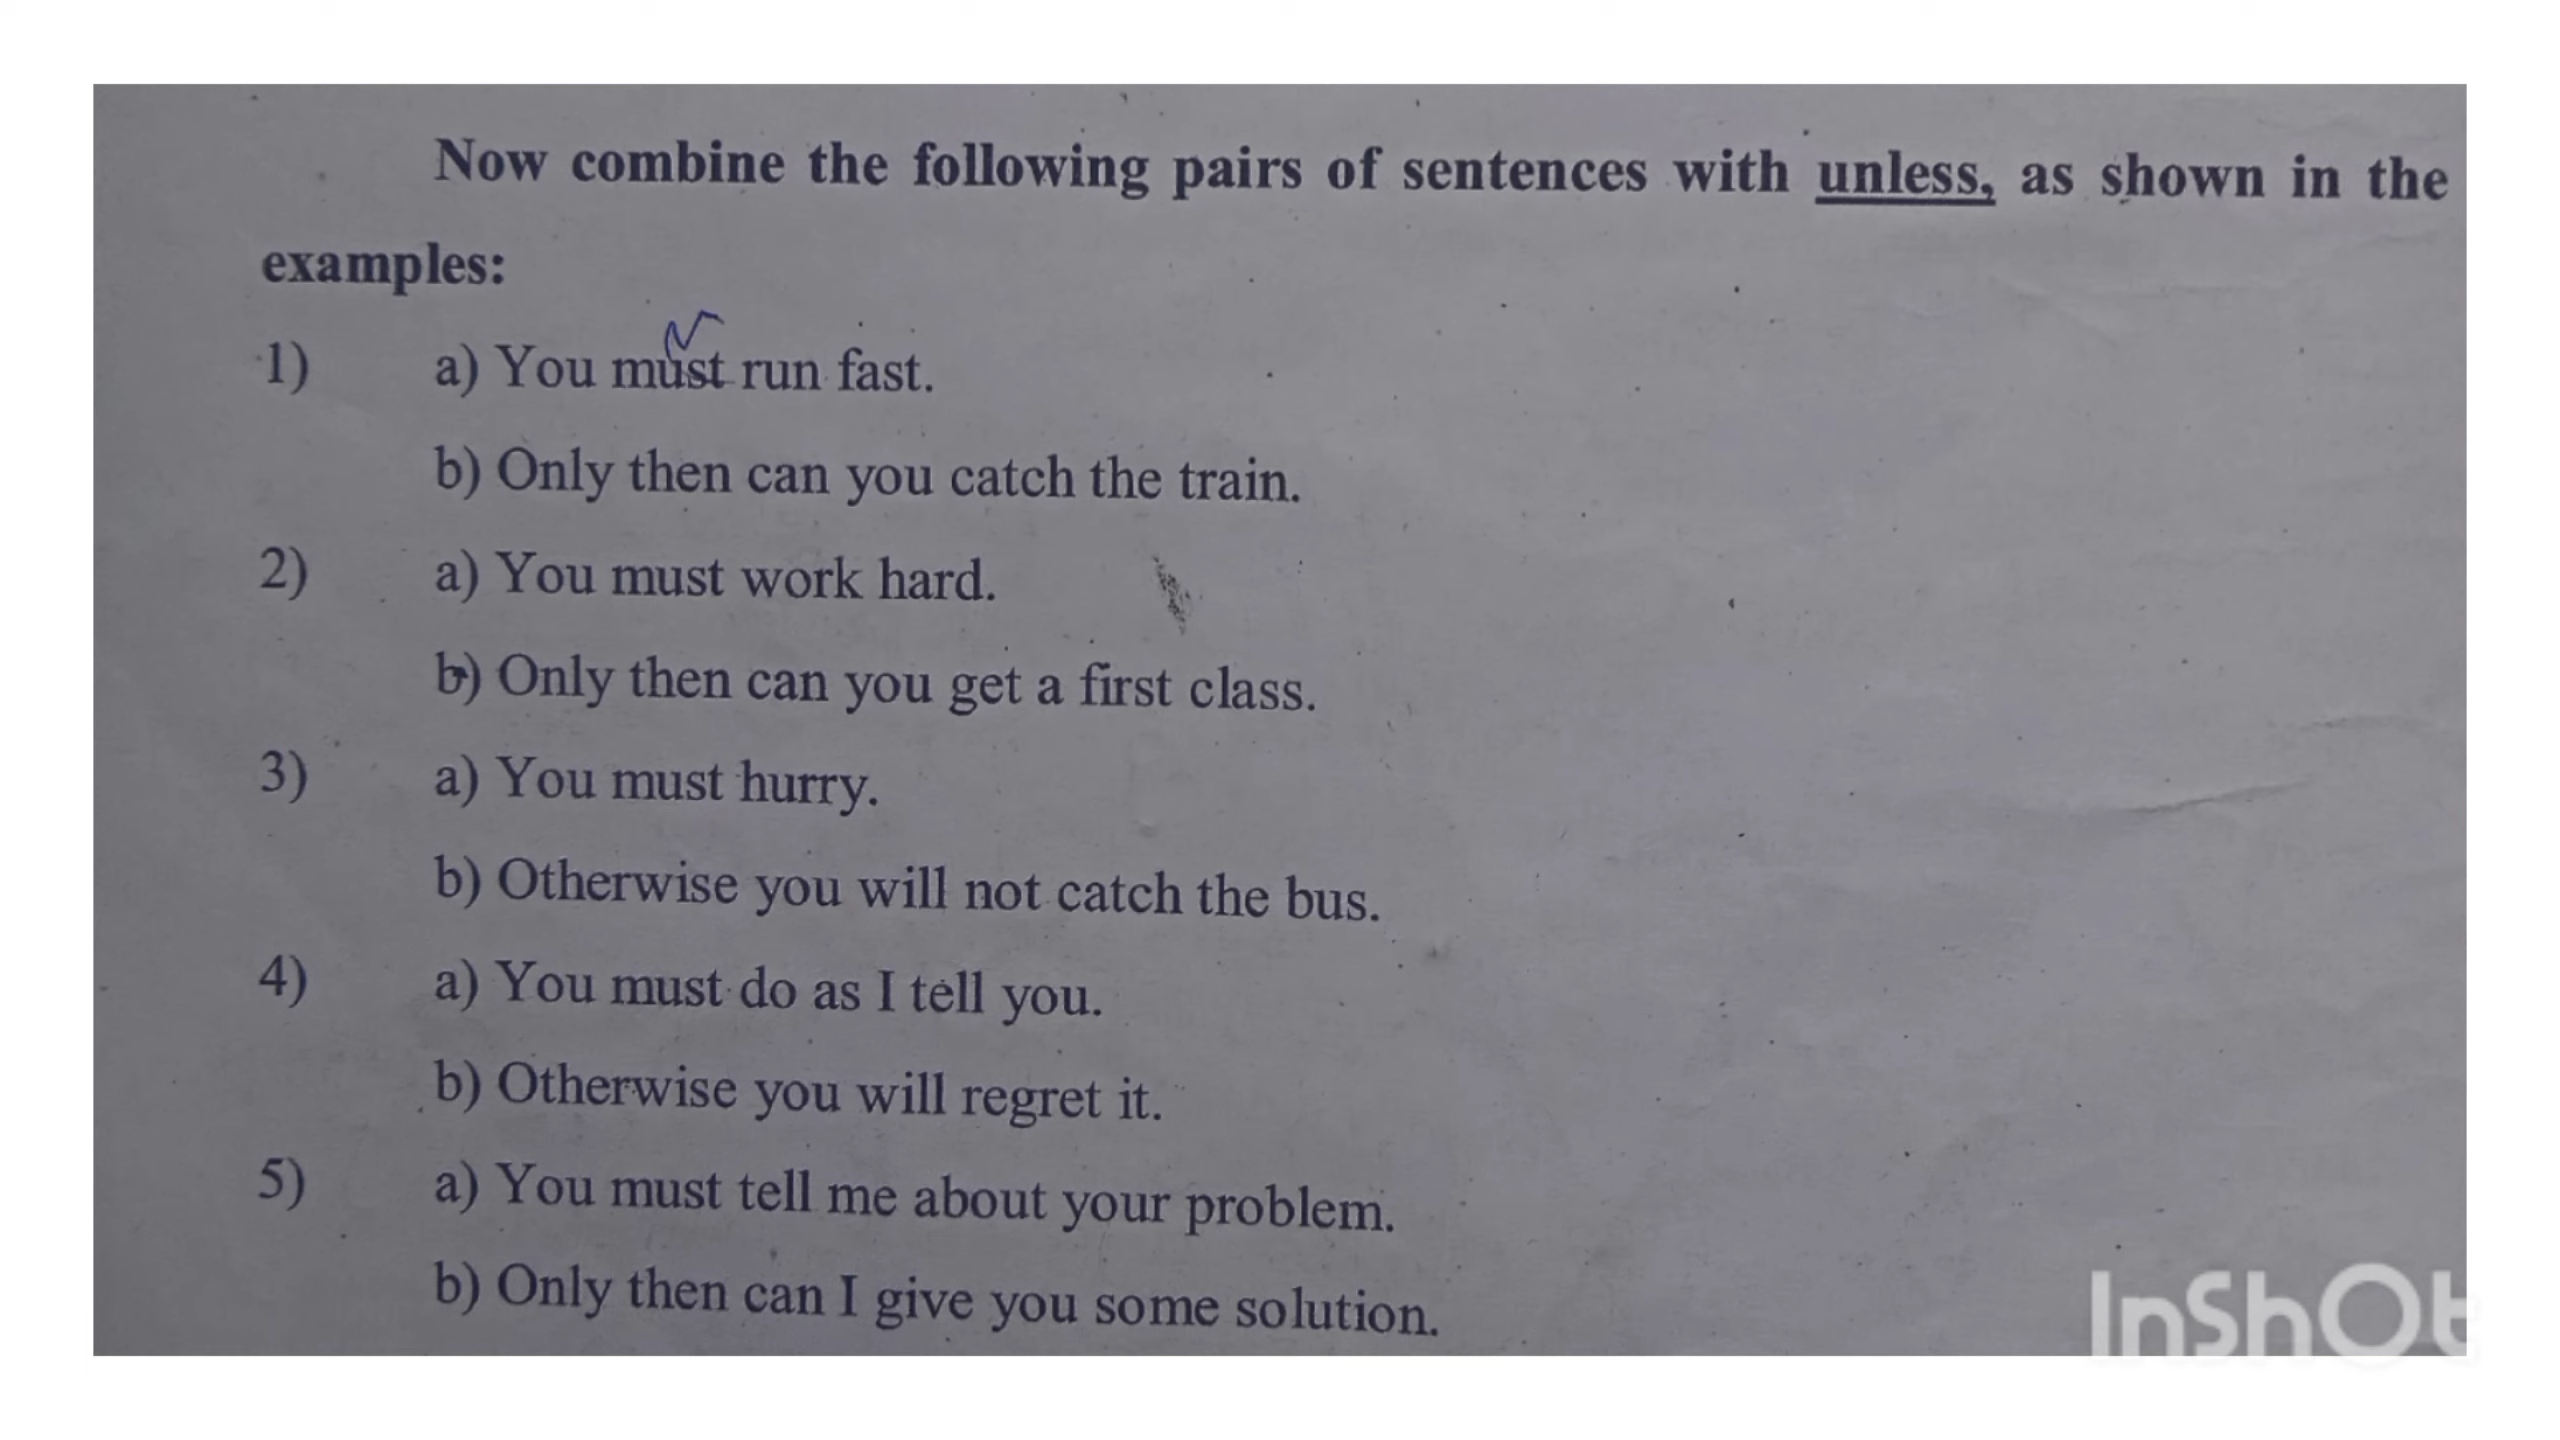 Now combine the following pairs of sentences with unless, as shown in the
examples:
1) a) You must run fast.
b) Only then can you catch the train.
2) a) You must work hard.
b) Only then can you get a first class.
3) a) You must hurry.
b) Otherwise you will not catch the bus.
4) a) You must do as I tell you.
b) Otherwise you will regret it.
5) a) You must tell me about your problem.
b) Only then can I give you some solution.
InShOt